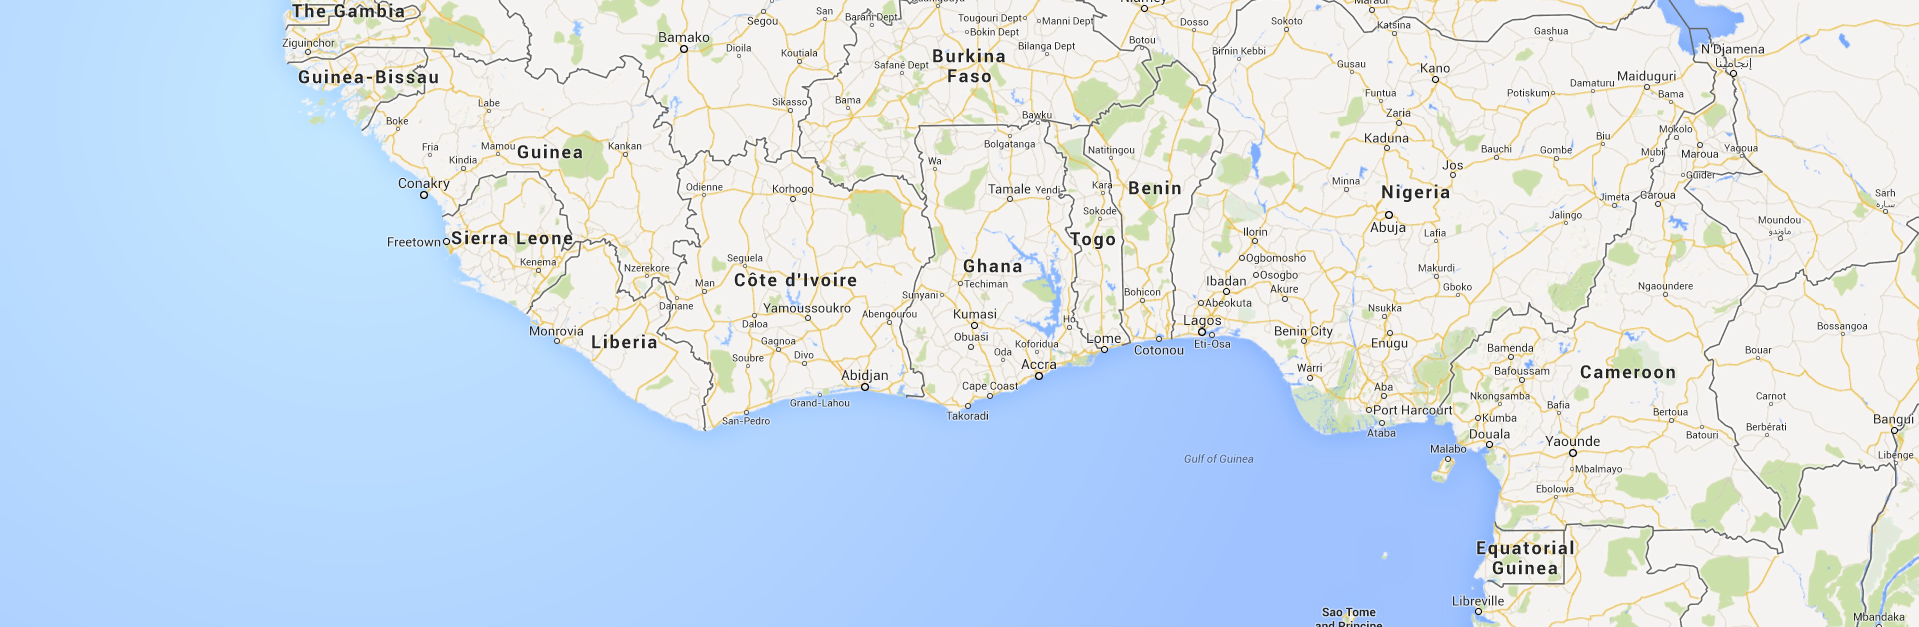 The Gambia
Ziguinchor
Guinea-Bissau
Segou
San
Bamako
Dioila
Koutiala
Sikasso
Barani Dept
Safané Dept
Bama
Tougouri Dept
Manni Dept
Bokin Dept
Bilanga Dept
Burkina
Faso
Botou
Dosso
Birnin Kebbi
Sokoto
Maradi
Katsina
Gusau
Kano
Gashua
Maiduguri
Damaturu
Potiskum
Bama
N'Djamena
إنجامينا
Labe
Boke
Fria
Mamou
Kindia
Guinea
Kankan
Conakry
Freetown
Sierra Leone
Kenema
Nzerekore
Monrovia
Liberia
Odienne
Korhogo
Seguela
Man
Danane
Côte d'Ivoire
Yamoussoukro
Daloa
Abengourou
Gagnoa
Soubre
Divo
Abidjan
Grand-Lahou
San-Pedro
Bawku
Bolgatanga
Wa
Tamale
Yendi
Ghana
Techiman
Sunyani
Kumasi
Obuasi
Koforidua
Oda
Ho
Accra
Cape Coast
Takoradi
Natitingou
Kara
Sokode
Togo
Lome
Benin
Bohicon
Cotonou
Funtua
Zaria
Kaduna
Jos
Bauchi
Gombe
Biu
Mubi
Mokolo
Maroua
Yagoua
Guider
Garoua
Minna
Nigeria
Abuja
Lafia
Jalingo
Jimeta
Ilorin
Ogbomosho
Osogbo
Ibadan
Akure
Abeokuta
Lagos
Eti-Osa
Benin City
Warri
Makurdi
Gboko
Nsukka
Enugu
Aba
Port Harcourt
Ataba
Sarh
سارة
Moundou
موندو
Ngaoundere
Bossangoa
Bouar
Carnot
Berbérati
Bangui
Libenge
Bamenda
Bafoussam
Cameroon
Nkongsamba
Bafia
Kumba
Bertoua
Batouri
Douala
Yaounde
Mbalmayo
Ebolowa
Malabo
Gulf of Guinea
Equatorial
Guinea
Libreville
Sao Tome
and Principe
Mbandaka